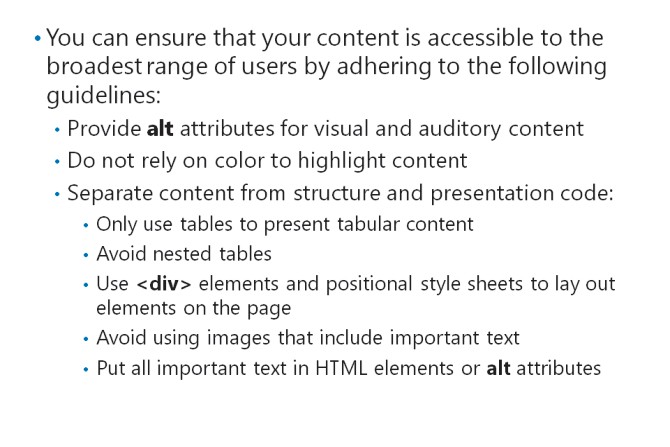 • You can ensure that your content is accessible to the
broadest range of users by adhering to the following
guidelines:
• Provide alt attributes for visual and auditory content
• Do not rely on color to highlight content
• Separate content from structure and presentation code:
• Only use tables to present tabular content
• Avoid nested tables
• Use <div> elements and positional style sheets to lay out
elements on the page
• Avoid using images that include important text
• Put all important text in HTML elements or alt attributes